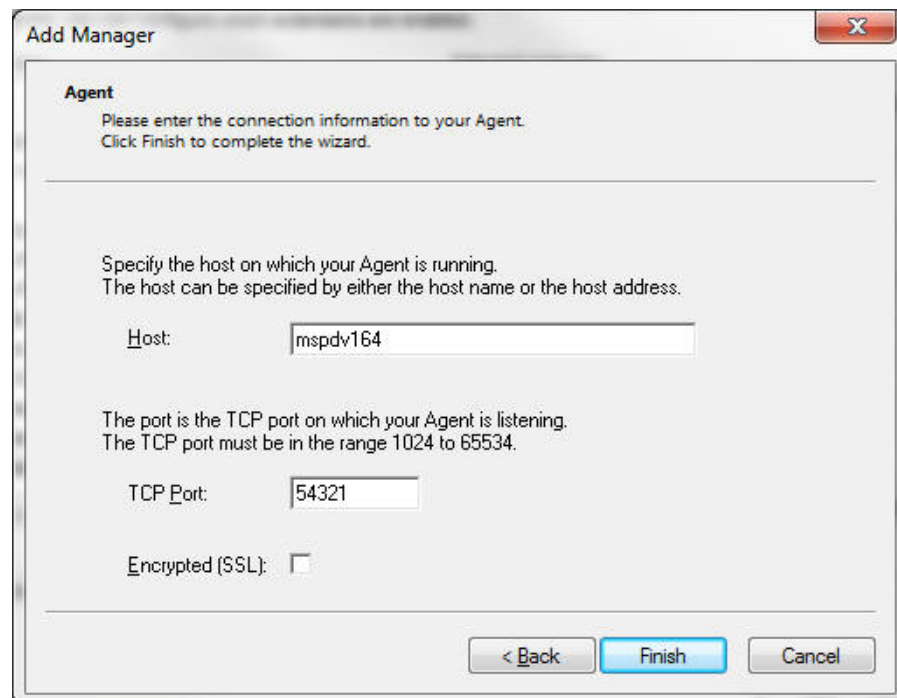 Add Manager
Agent
Please enter the connection information to your Agent.
Click Finish to complete the wizard.
Specify the host on which your Agent is running.
The host can be specified by either the host name or the host address.
Host: mspdv164
The port is the TCP port on which your Agent is listening.
The TCP port must be in the range 1024 to 65534.
TCP Port: 54321
Encrypted (SSL):
< Back Finish Cancel